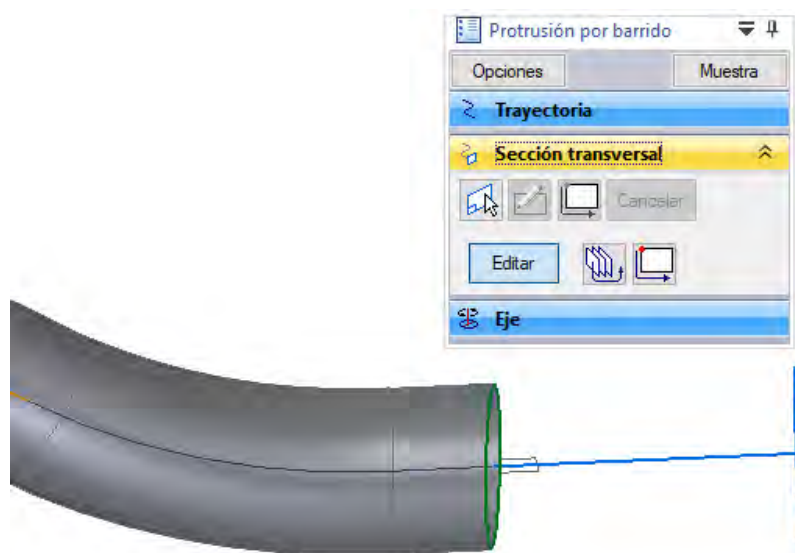 Protrusión por barrido
Opciones Muestra
Trayectoria
Sección transversal
Cancelar
Editar
Eje